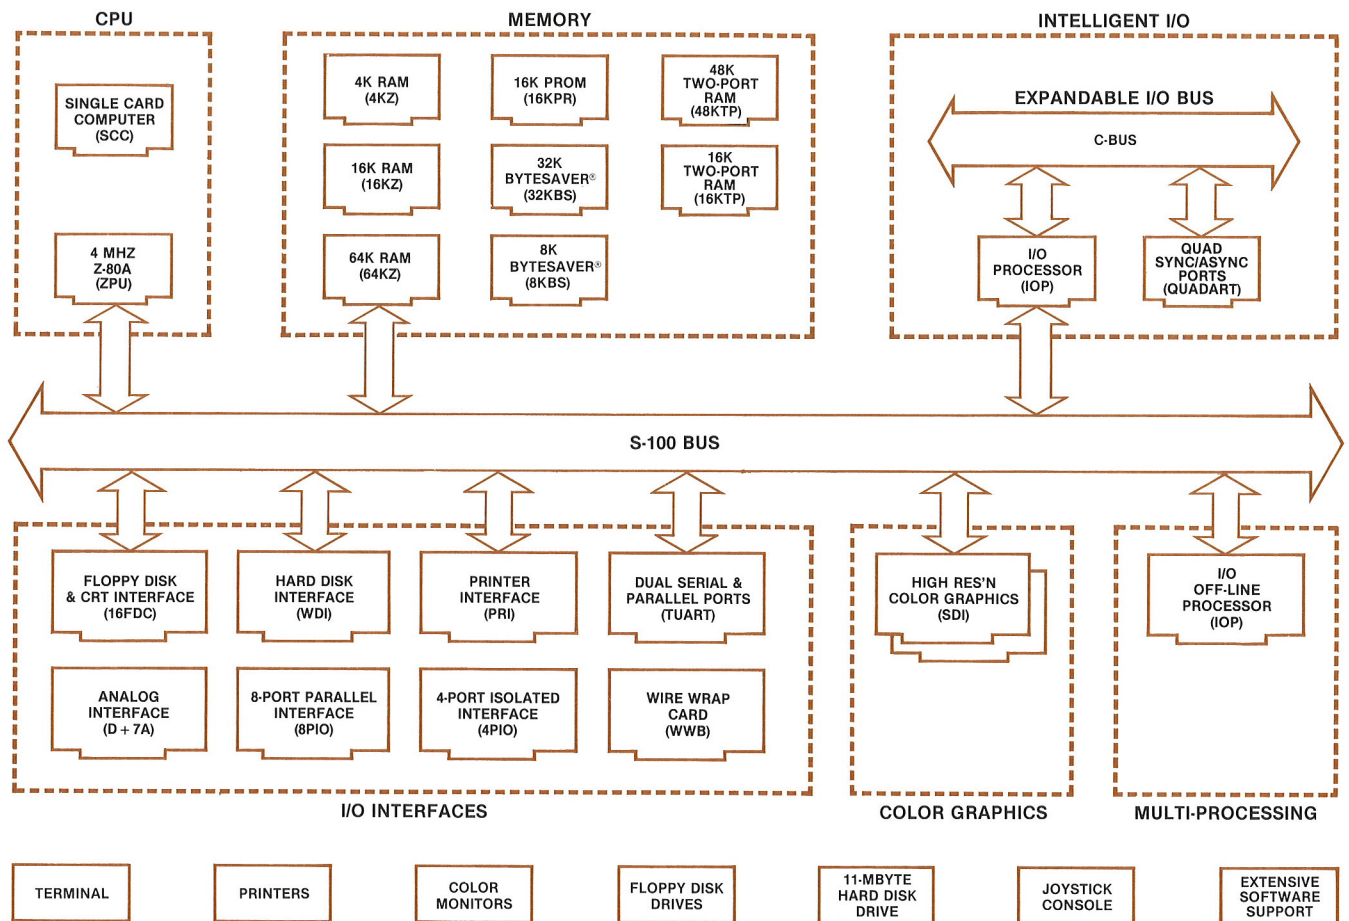 CPU
SINGLE CARD
COMPUTER
(SCC)
4 MHZ
Z-80A
(ZPU)
MEMORY
4K RAM
(4KZ)
16K PROM
(16KPR)
48K
TWO-PORT
RAM
(48KTP)
16K RAM
(16KZ)
32K
BYTESAVER®
(32KBS)
16K
TWO-PORT
RAM
(16KTP)
64K RAM
(64KZ)
8K
BYTESAVER®
(8KBS)
INTELLIGENT I/O
EXPANDABLE I/O BUS
C-BUS
I/O
PROCESSOR
(IOP)
QUAD
SYNC/ASYNC
PORTS
(QUADART)
S-100 BUS
FLOPPY DISK
& CRT INTERFACE
(16FDC)
HARD DISK
INTERFACE
(WDI)
PRINTER
INTERFACE
(PRI)
DUAL SERIAL &
PARALLEL PORTS
(TUART)
ANALOG
INTERFACE
(D + 7A)
8-PORT PARALLEL
INTERFACE
(8PIO)
4-PORT ISOLATED
INTERFACE
(4PIO)
WIRE WRAP
CARD
(WWB)
I/O INTERFACES
HIGH RES'N
COLOR GRAPHICS
(SDI)
COLOR GRAPHICS
I/O
OFF-LINE
PROCESSOR
(IOP)
MULTI-PROCESSING
TERMINAL
PRINTERS
COLOR
MONITORS
FLOPPY DISK
DRIVES
11-MBYTE
HARD DISK
DRIVE
JOYSTICK
CONSOLE
EXTENSIVE
SOFTWARE
SUPPORT